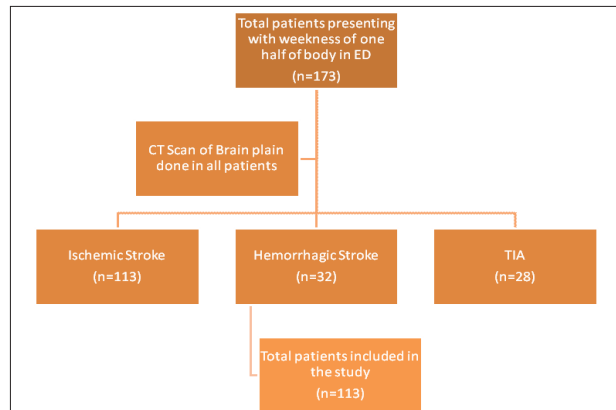 Total patients presenting
with weekness of one
half of body in ED
(n=173)
CT Scan of Brain plain
done in all patients
Ischemic Stroke
(n=113)
Hemorrhagic Stroke
(n=32)
TIA
(n=28)
Total patients included in
the study
(n=113)